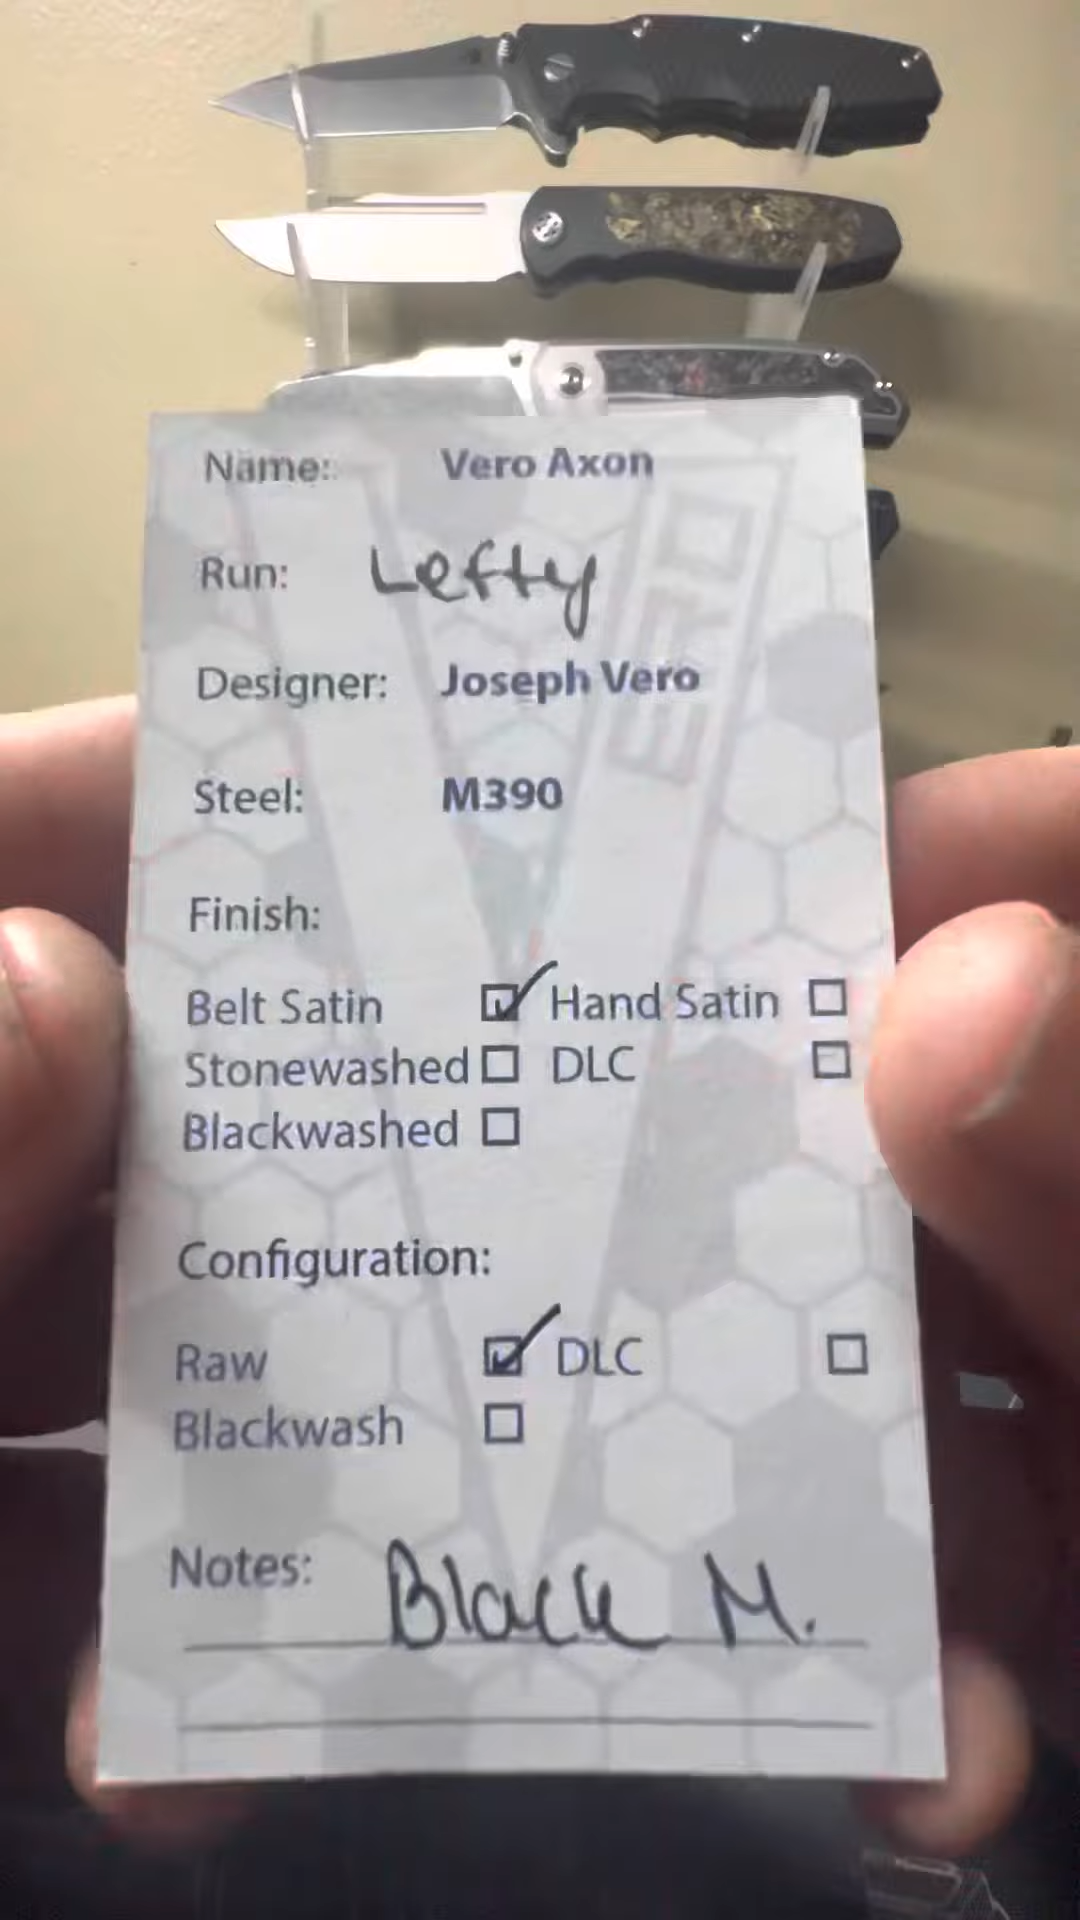 Name: Vero Axon
Run: Lefty
Designer: Joseph Vero
Steel: M390
Finish:
Belt Satin ☑ Hand Satin ☐
Stonewashed ☐ DLC ☐
Blackwashed ☐
Configuration:
Raw ☑ DLC ☐
Blackwash ☐
Notes: Black M.
VERO